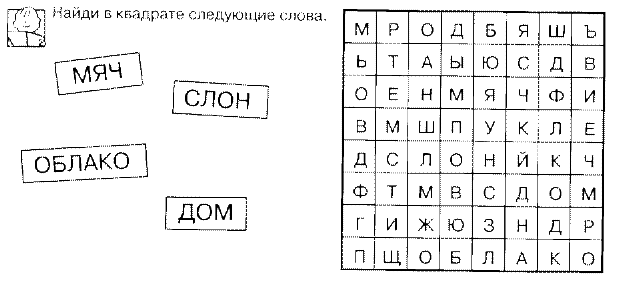 Найди в квадрате следующие слова.
МЯЧ
СЛОН
ОБЛАКО
ДОМ
М Р О Д Б Я Ш Ъ
Ь Т А Ы Ю С Д В
О Е Н М Я Ч Ф И
В М Ш П У К Л Е
Д С Л О Н Й К Ч
Ф Т М В С Д О М
Г И Ж Ю З Н Д Р
П Щ О Б Л А К О